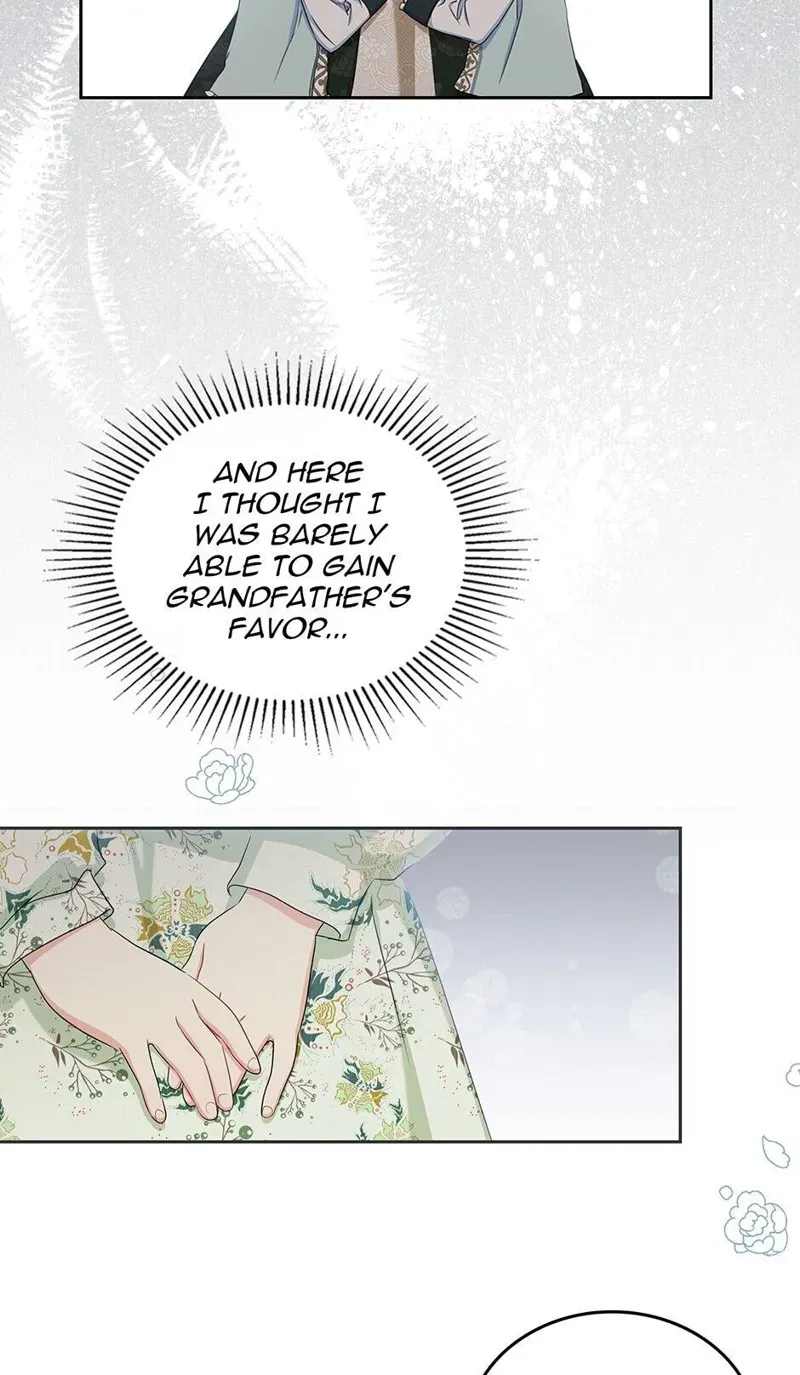 AND HERE
I THOUGHT I
WAS BARELY
ABLE TO GAIN
GRANDFATHER'S
FAVOR...